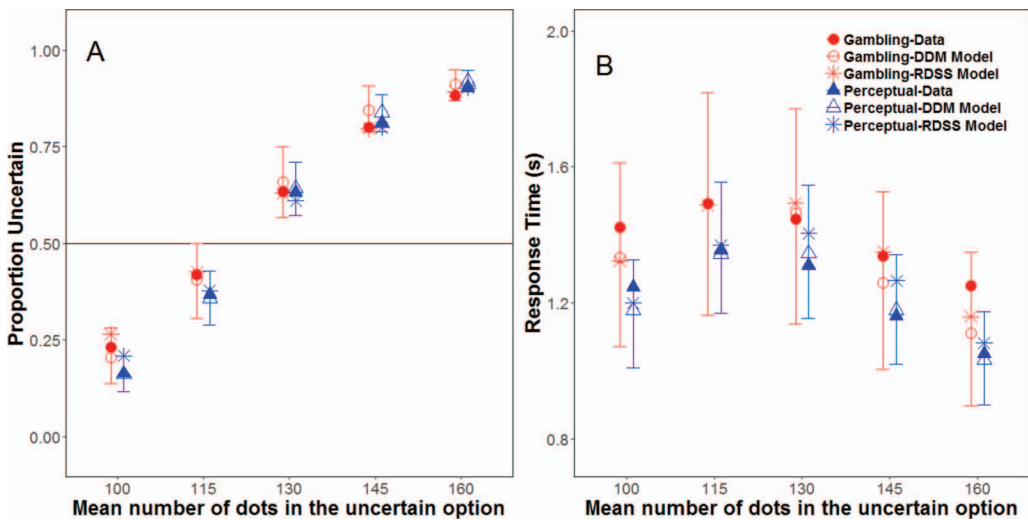 A
Proportion Uncertain
1.00
0.75
0.50
0.25
0.00
100 115 130 145 160
Mean number of dots in the uncertain option
B
Response Time (s)
2.0
1.6
1.2
0.8
Gambling-Data
Gambling-DDM Model
Gambling-RDSS Model
Perceptual-Data
Perceptual-DDM Model
Perceptual-RDSS Model
100 115 130 145 160
Mean number of dots in the uncertain option